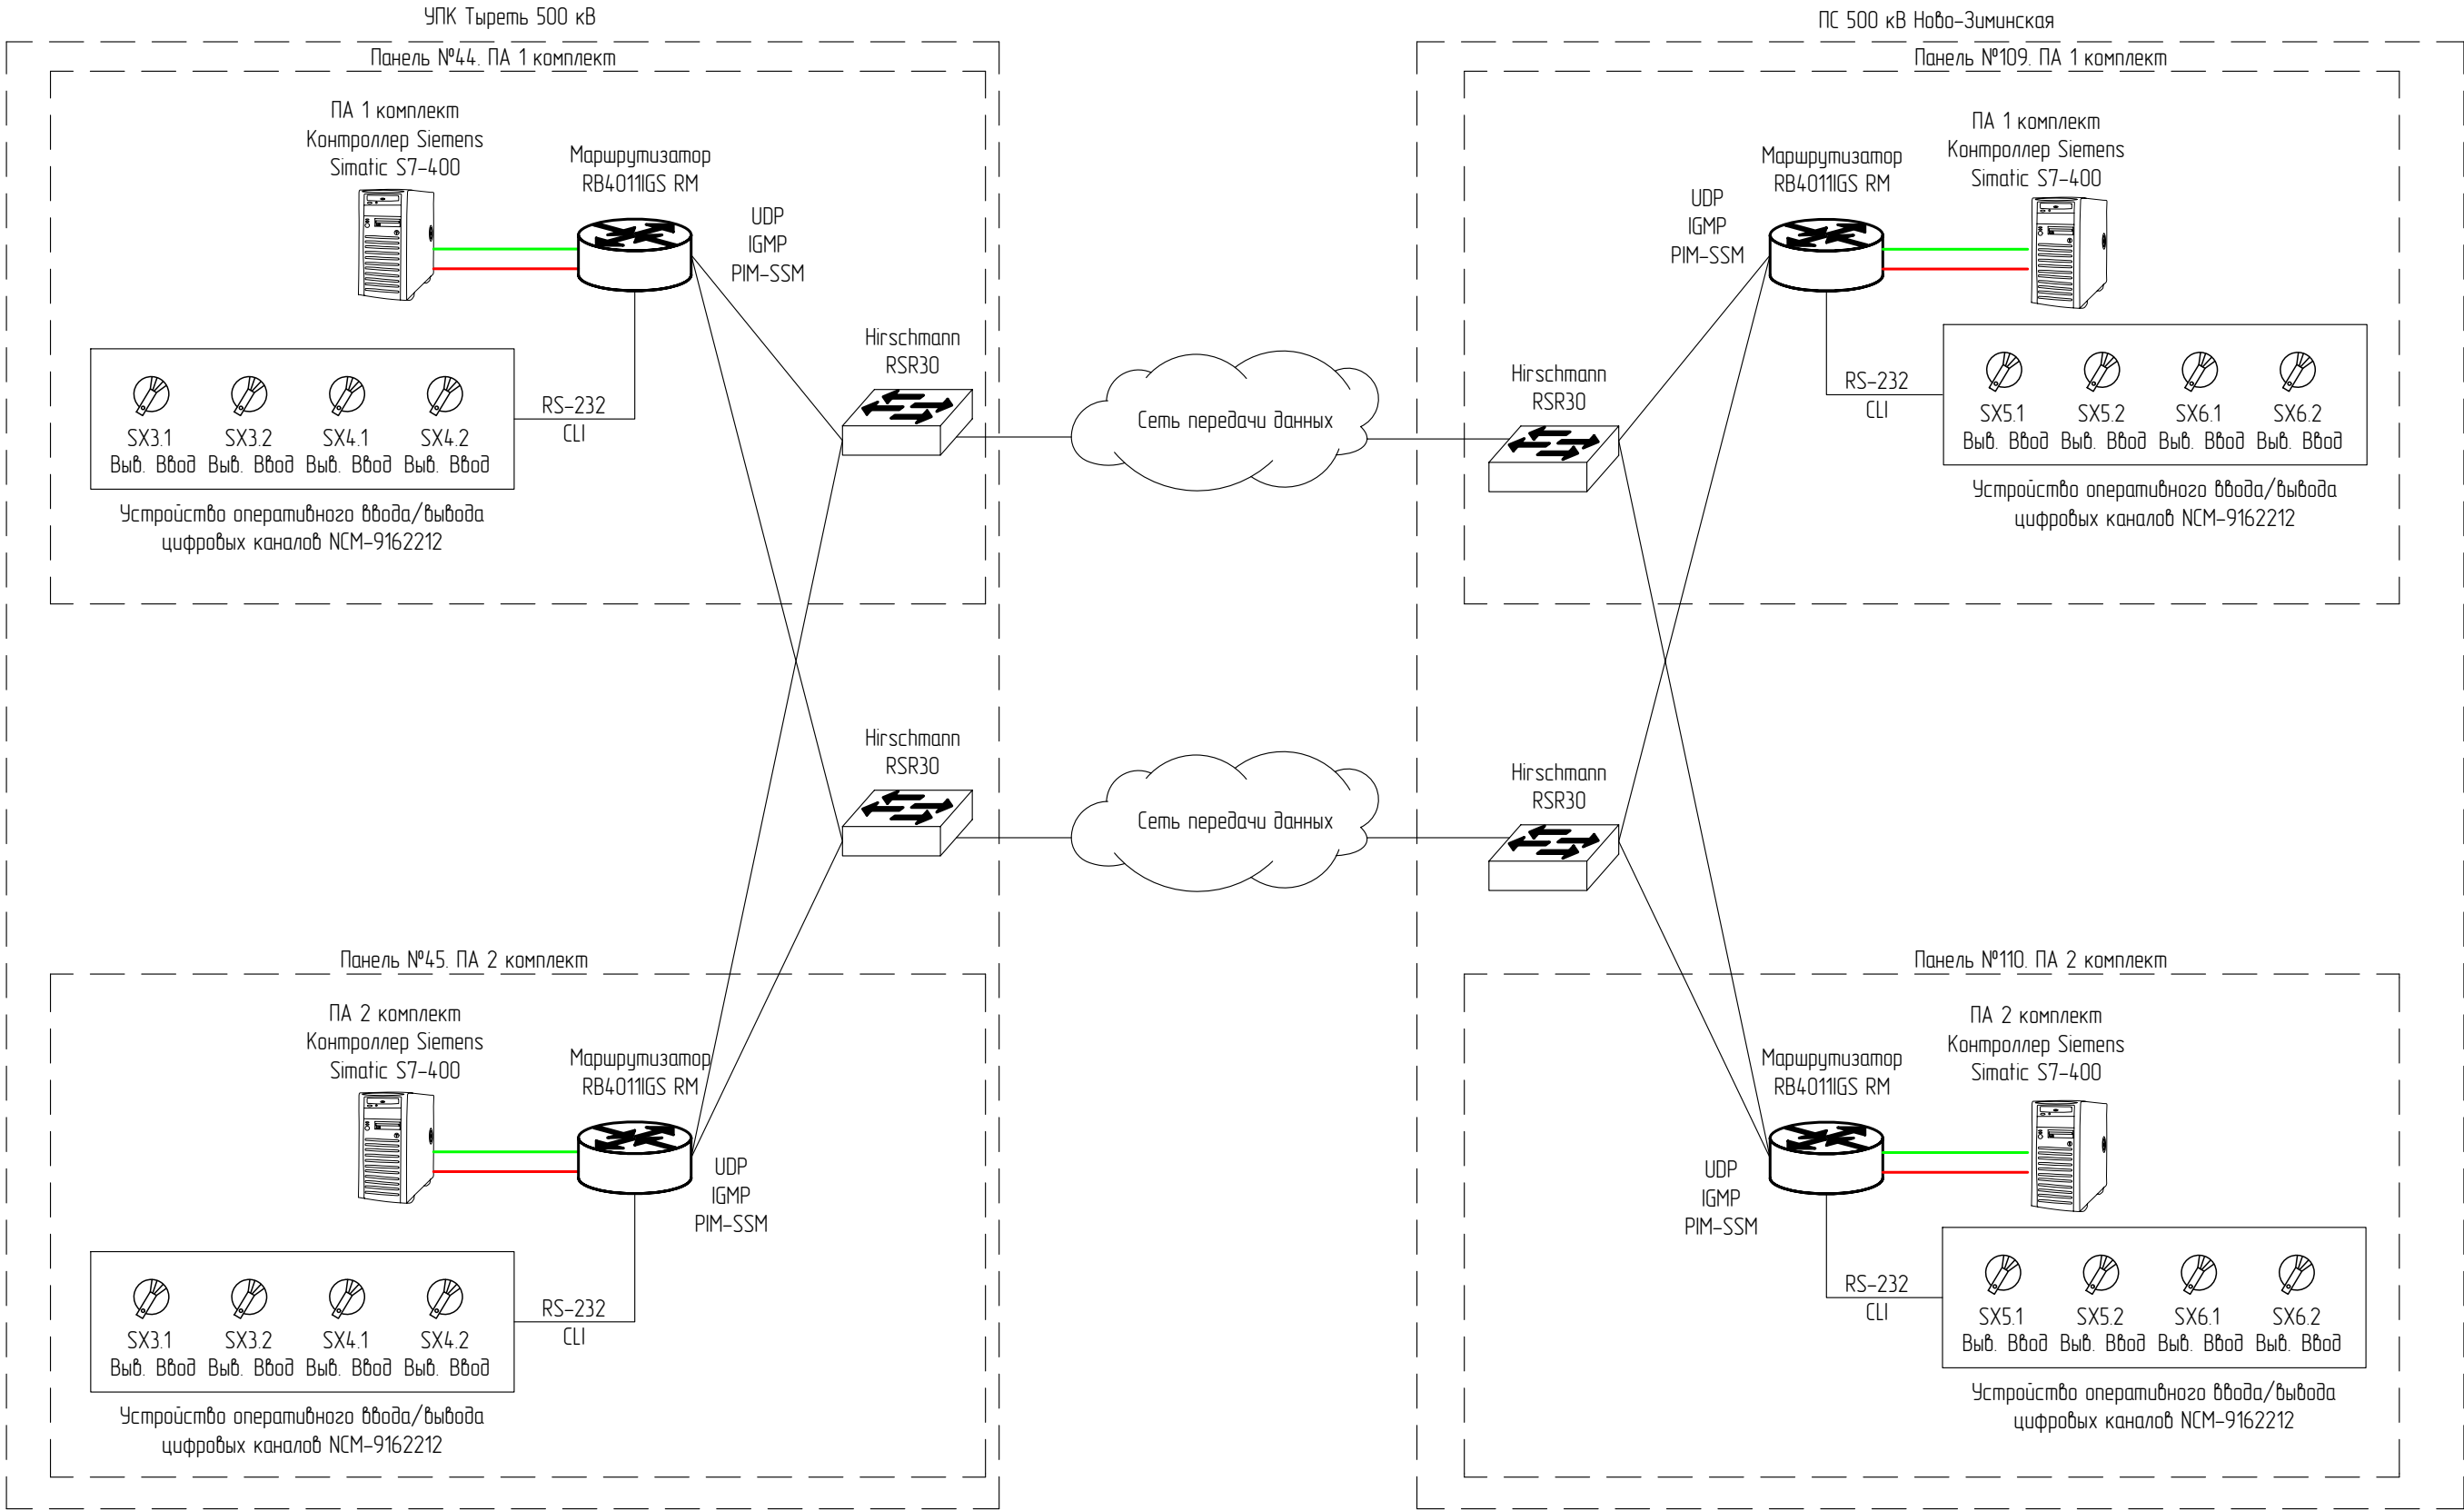 УПК Тыреть 500 кВ
Панель №44. ПА 1 комплект
ПА 1 комплект
Контроллер Siemens
Simatic S7-400
Маршрутизатор
RB4011IGS RM
UDP
IGMP
PIM-SSM
Hirschmann
RSR30
SX3.1 SX3.2 SX4.1 SX4.2
Выв. Ввод Выв. Ввод Выв. Ввод Выв. Ввод
RS-232
CLI
Устройство оперативного ввода/вывода
цифровых каналов NCM-9162212
Сеть передачи данных
ПС 500 кВ Ново-Зиминская
Панель №109. ПА 1 комплект
ПА 1 комплект
Контроллер Siemens
Simatic S7-400
Маршрутизатор
RB4011IGS RM
UDP
IGMP
PIM-SSM
Hirschmann
RSR30
RS-232
CLI
SX5.1 SX5.2 SX6.1 SX6.2
Выв. Ввод Выв. Ввод Выв. Ввод Выв. Ввод
Устройство оперативного ввода/вывода
цифровых каналов NCM-9162212
Hirschmann
RSR30
Сеть передачи данных
Hirschmann
RSR30
Панель №45. ПА 2 комплект
ПА 2 комплект
Контроллер Siemens
Simatic S7-400
Маршрутизатор
RB4011IGS RM
UDP
IGMP
PIM-SSM
SX3.1 SX3.2 SX4.1 SX4.2
Выв. Ввод Выв. Ввод Выв. Ввод Выв. Ввод
RS-232
CLI
Устройство оперативного ввода/вывода
цифровых каналов NCM-9162212
Панель №110. ПА 2 комплект
ПА 2 комплект
Контроллер Siemens
Simatic S7-400
Маршрутизатор
RB4011IGS RM
UDP
IGMP
PIM-SSM
RS-232
CLI
SX5.1 SX5.2 SX6.1 SX6.2
Выв. Ввод Выв. Ввод Выв. Ввод Выв. Ввод
Устройство оперативного ввода/вывода
цифровых каналов NCM-9162212